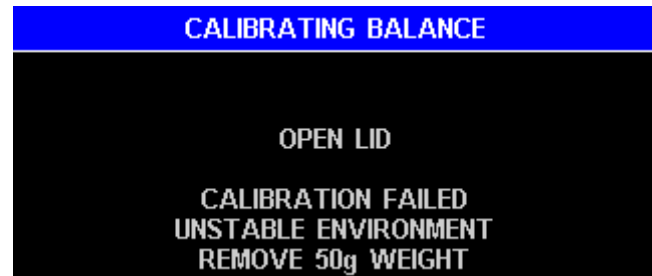 CALIBRATING BALANCE
OPEN LID
CALIBRATION FAILED
UNSTABLE ENVIRONMENT
REMOVE 50g WEIGHT